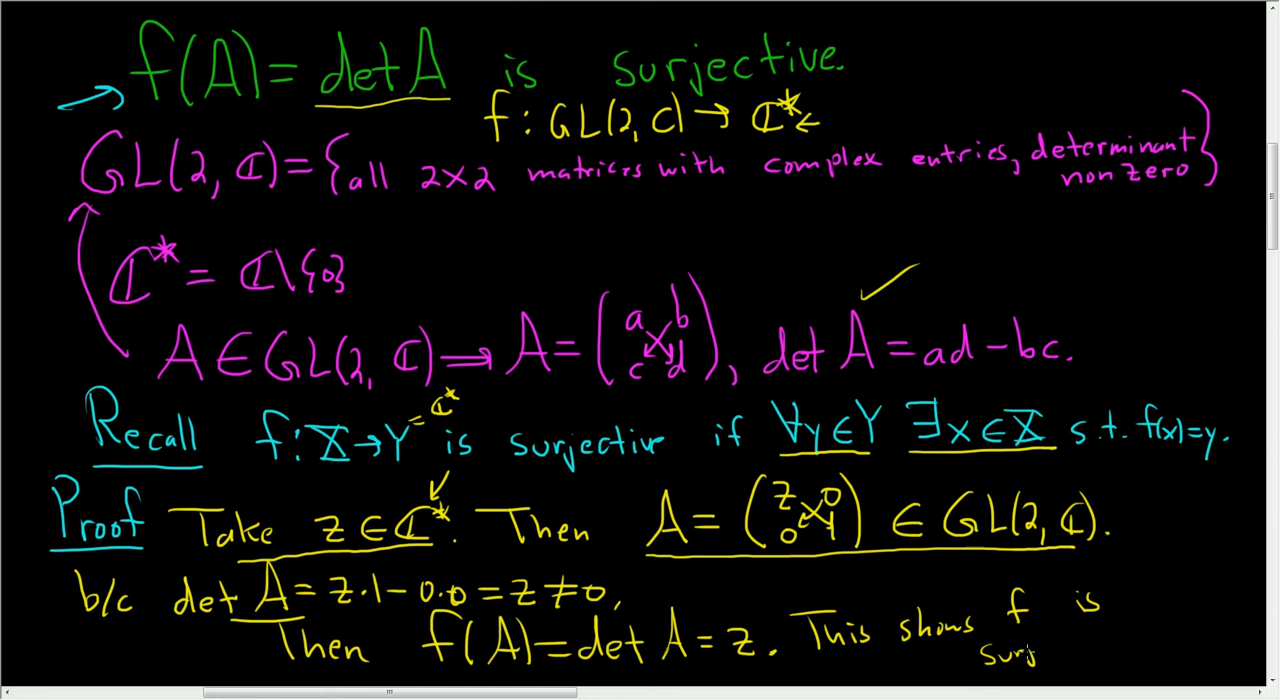 f(A) = det A is surjective.
f : GL(2, C) → ℂ* ←
GL(2, ℂ) = {all 2×2 matrices with complex entries, determinant non zero}
ℂ* = ℂ\{0}
A ∈ GL(2, ℂ) ⟹ A = (a b
c d), det A = ad − bc.
Recall f : X → Y = ℂ* is surjective if ∀y ∈ Y ∃x ∈ X s.t. f(x)=y.
Proof Take z ∈ ℂ*. Then A = (z 0
0 1) ∈ GL(2, ℂ).
b/c det A = z·1 − 0·0 = z ≠ 0,
Then f(A) = det A = z. This shows f is
surj